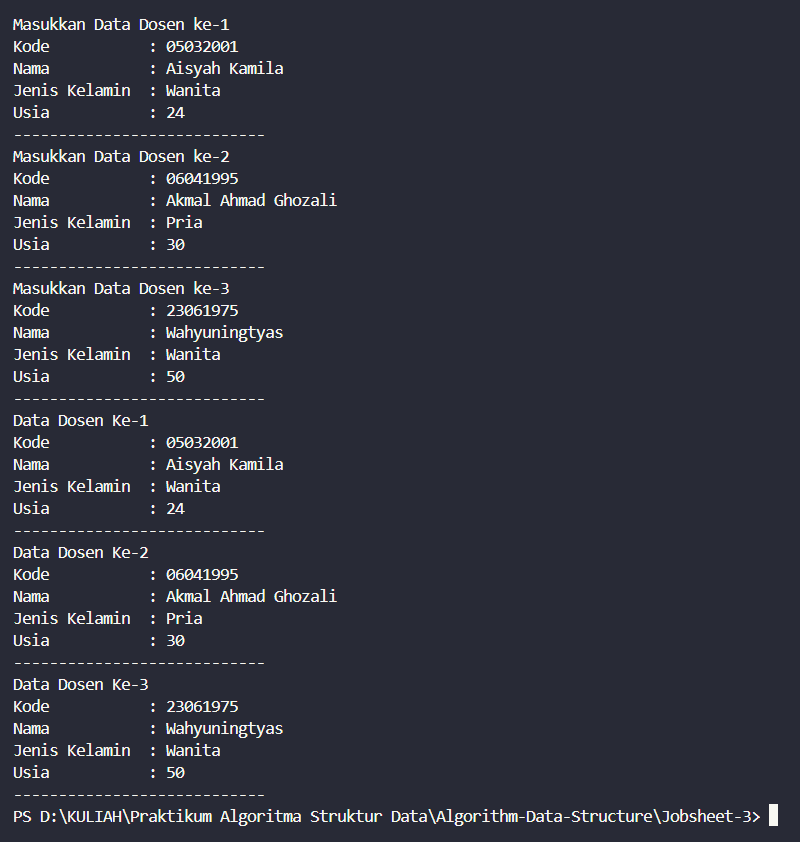 Masukkan Data Dosen ke-1
Kode           : 05032001
Nama           : Aisyah Kamila
Jenis Kelamin  : Wanita
Usia           : 24
----------------------------
Masukkan Data Dosen ke-2
Kode           : 06041995
Nama           : Akmal Ahmad Ghozali
Jenis Kelamin  : Pria
Usia           : 30
----------------------------
Masukkan Data Dosen ke-3
Kode           : 23061975
Nama           : Wahyuningtyas
Jenis Kelamin  : Wanita
Usia           : 50
----------------------------
Data Dosen Ke-1
Kode           : 05032001
Nama           : Aisyah Kamila
Jenis Kelamin  : Wanita
Usia           : 24
----------------------------
Data Dosen Ke-2
Kode           : 06041995
Nama           : Akmal Ahmad Ghozali
Jenis Kelamin  : Pria
Usia           : 30
----------------------------
Data Dosen Ke-3
Kode           : 23061975
Nama           : Wahyuningtyas
Jenis Kelamin  : Wanita
Usia           : 50
----------------------------
PS D:\KULIAH\Praktikum Algoritma Struktur Data\Algorithm-Data-Structure\Jobsheet-3>